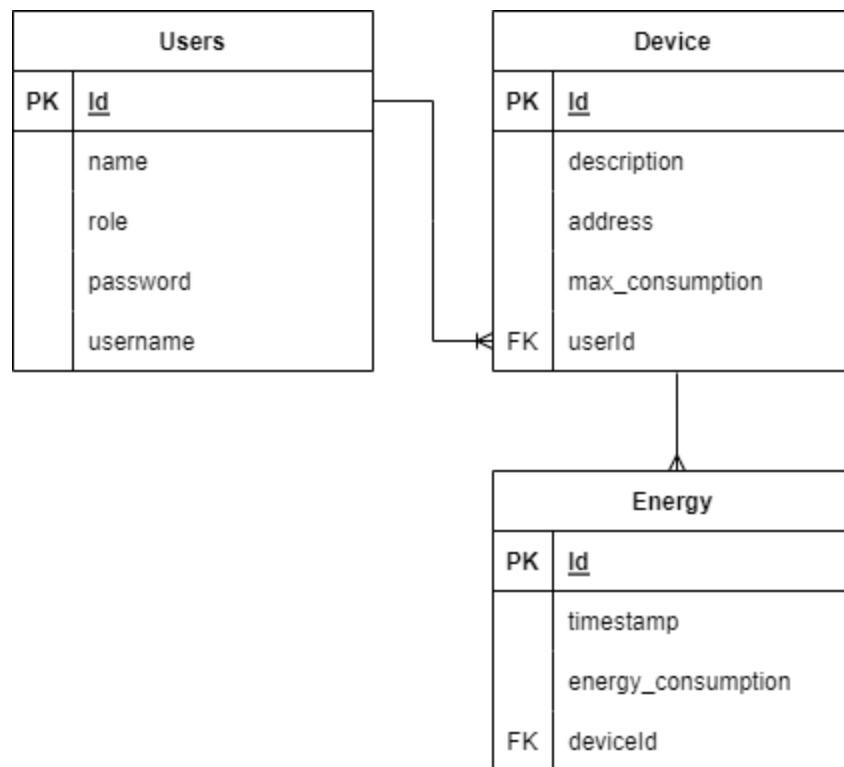 Users
PK Id
name
role
password
username
Device
PK Id
description
address
max_consumption
FK userId
Energy
PK Id
timestamp
energy_consumption
FK deviceId